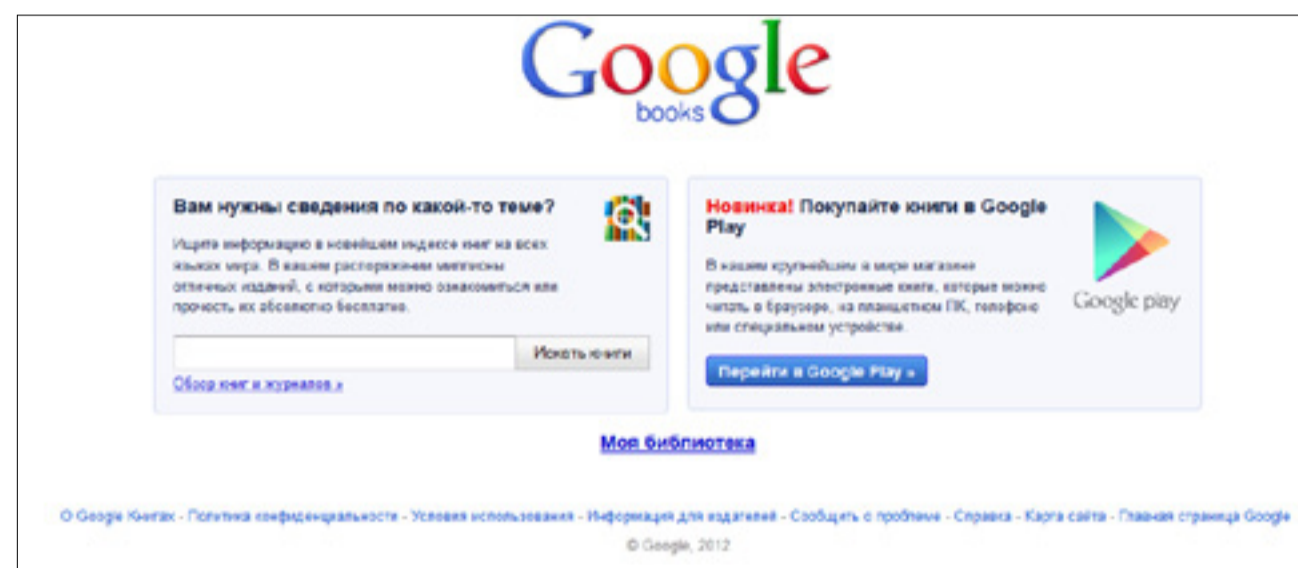 Google
books
Вам нужны сведения по какой-то теме?
Ищите информацию в новейшем индексе книг на всех
языках мира. В вашем распоряжении миллионы
отличных изданий, с которыми можно ознакомиться или
прочесть их абсолютно бесплатно.
Искать книги
Обзор книг и журналов »
Новинка! Покупайте книги в Google
Play
В нашем крупнейшем в мире магазине
представлены электронные книги, которые можно
читать в браузере, на планшетном ПК, телефоне
или специальном устройстве.
Google play
Перейти в Google Play »
Моя библиотека
О Google Книгах - Политика конфиденциальности - Условия использования - Информация для издателей - Сообщить о проблеме - Справка - Карта сайта - Главная страница Google
© Google, 2012